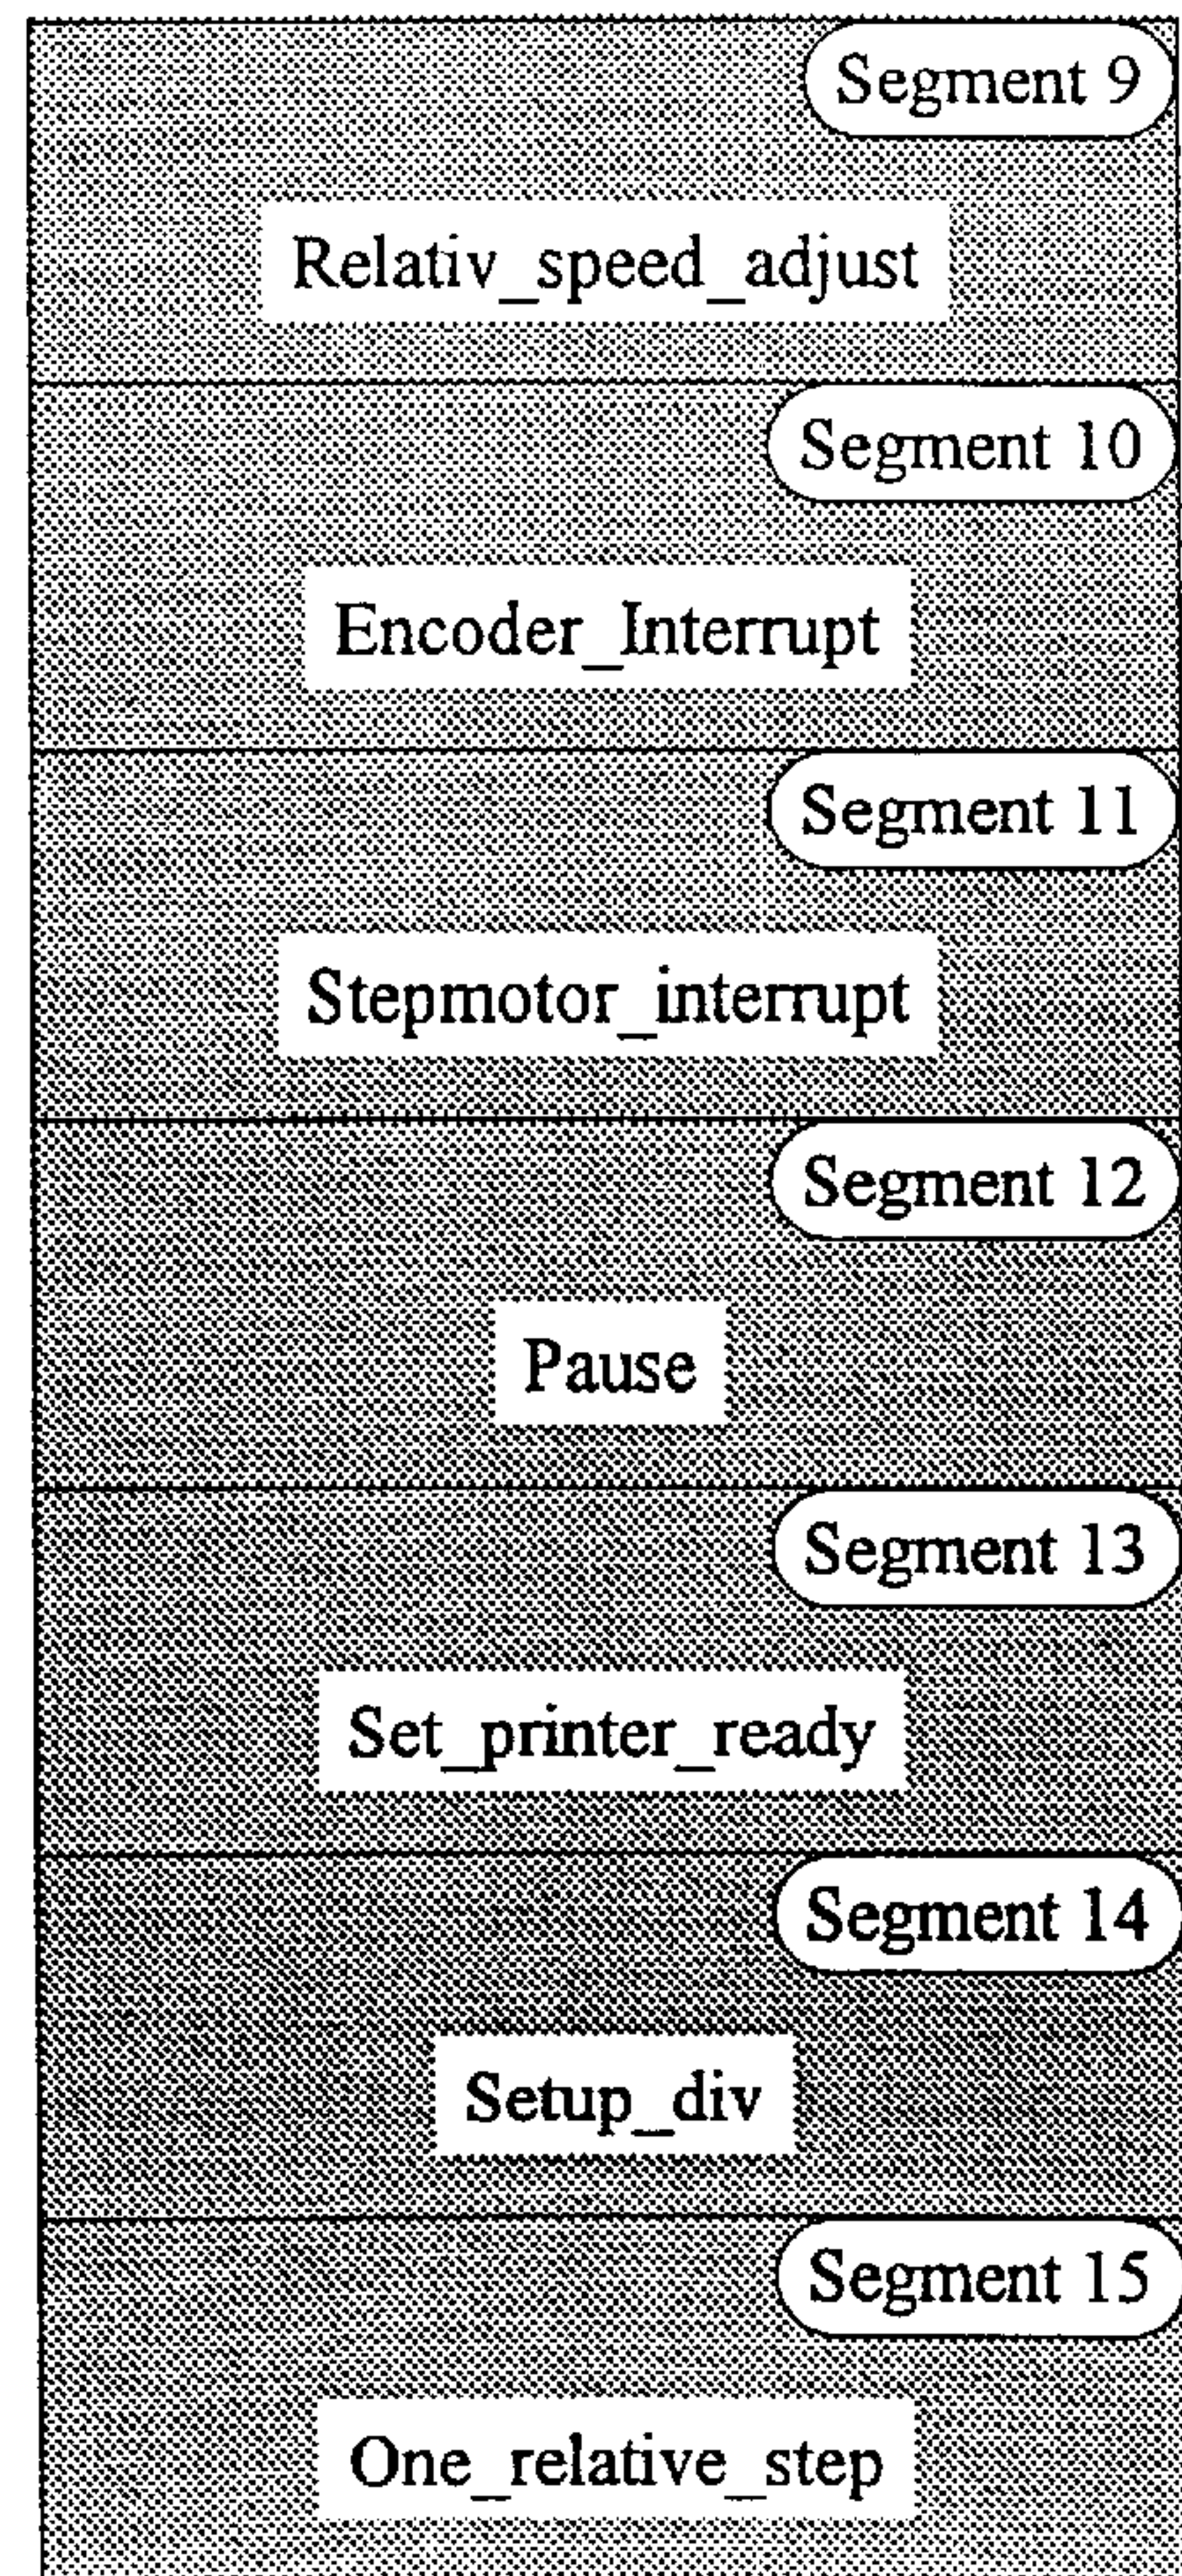 Segment 9
Relativ_speed_adjust
Segment 10
Encoder_Interrupt
Segment 11
Stepmotor_interrupt
Segment 12
Pause
Segment 13
Set_printer_ready
Segment 14
Setup_div
Segment 15
One_relative_step